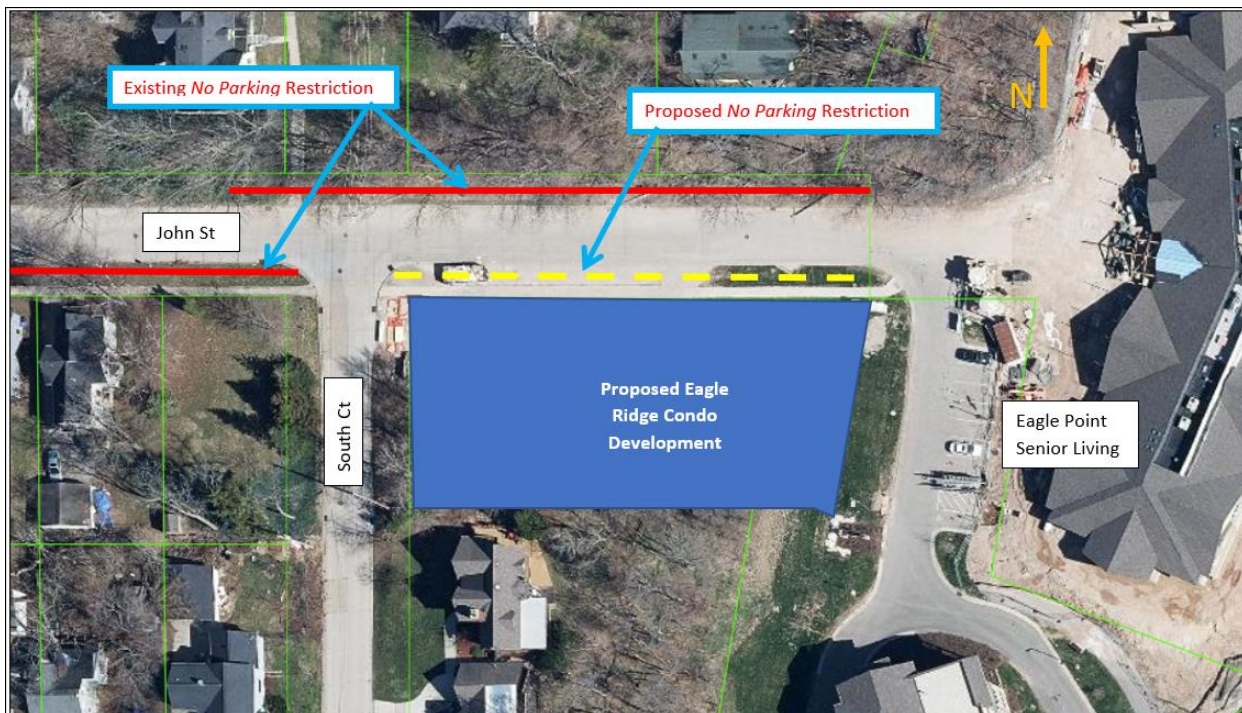 Existing No Parking Restriction
N
Proposed No Parking Restriction
John St
South Ct
Proposed Eagle
Ridge Condo
Development
Eagle Point
Senior Living